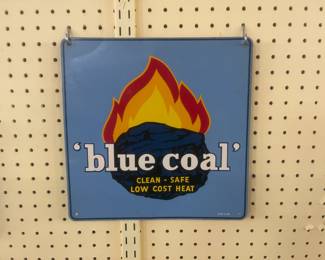 'blue coal'
CLEAN - SAFE
LOW COST HEAT